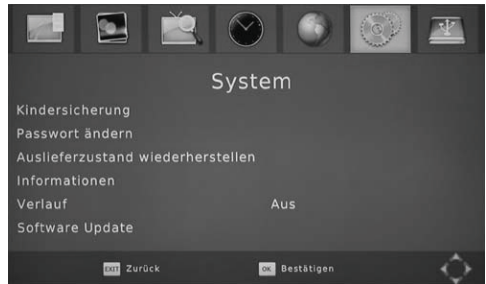 System
Kindersicherung
Passwort ändern
Auslieferzustand wiederherstellen
Informationen
Verlauf Aus
Software Update
EXIT Zurück OK Bestätigen